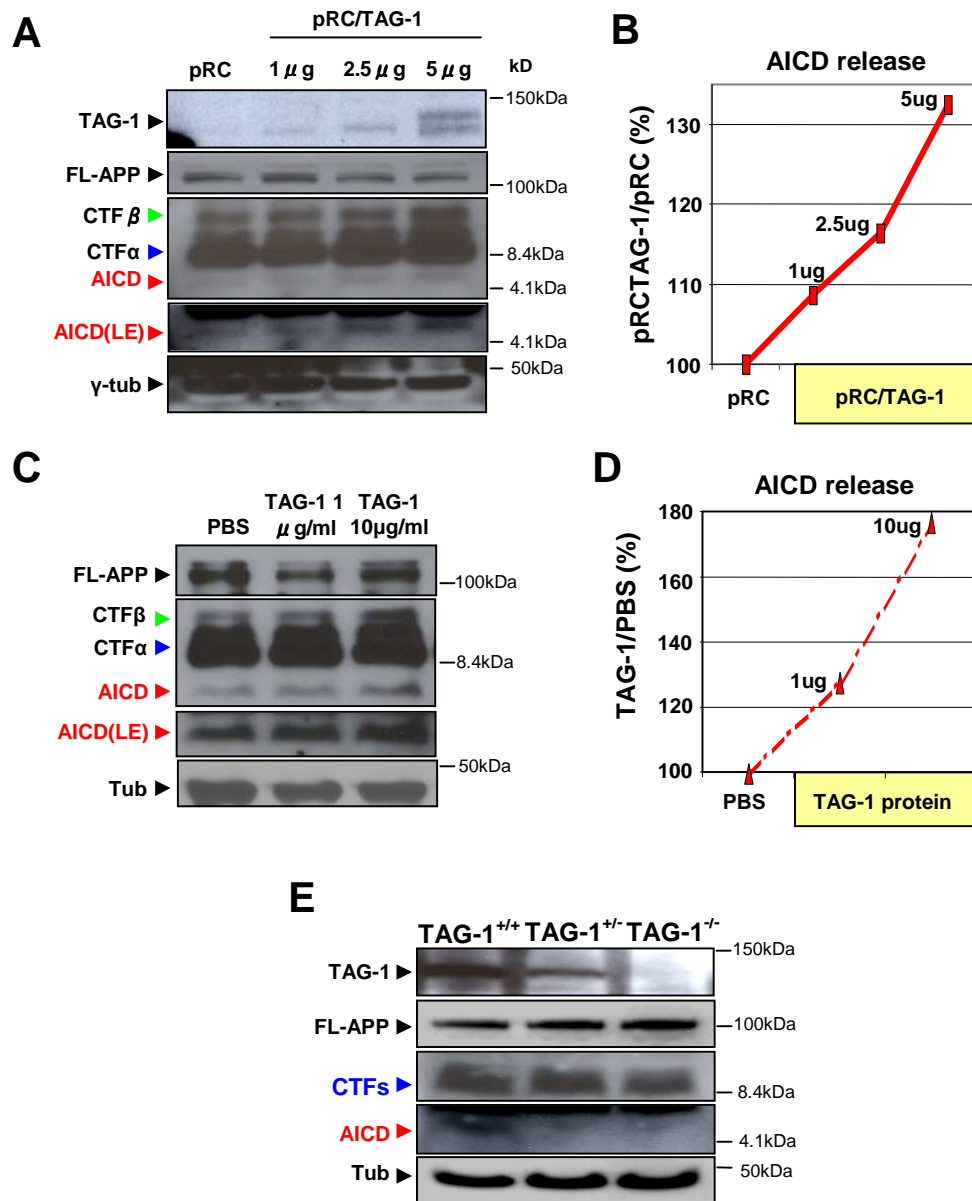 A
pRC/TAG-1
pRC 1 μ g 2.5 μ g 5 μ g kD
TAG-1
150kDa
FL-APP
100kDa
CTF β
CTFα
8.4kDa
AICD
4.1kDa
AICD(LE)
4.1kDa
50kDa
γ-tub
B
AICD release
pRCTAG-1/pRC (%)
130
120
110
100
5ug
2.5ug
1ug
pRC
pRC/TAG-1
C
PBS
TAG-1 1
μ g/ml
TAG-1
10μg/ml
FL-APP
100kDa
CTFβ
CTFα
8.4kDa
AICD
AICD(LE)
50kDa
Tub
D
AICD release
TAG-1/PBS (%)
180
160
140
120
100
10ug
1ug
PBS
TAG-1 protein
E
TAG-1+/+ TAG-1+/- TAG-1-/-
150kDa
TAG-1
FL-APP
100kDa
CTFs
8.4kDa
AICD
4.1kDa
50kDa
Tub